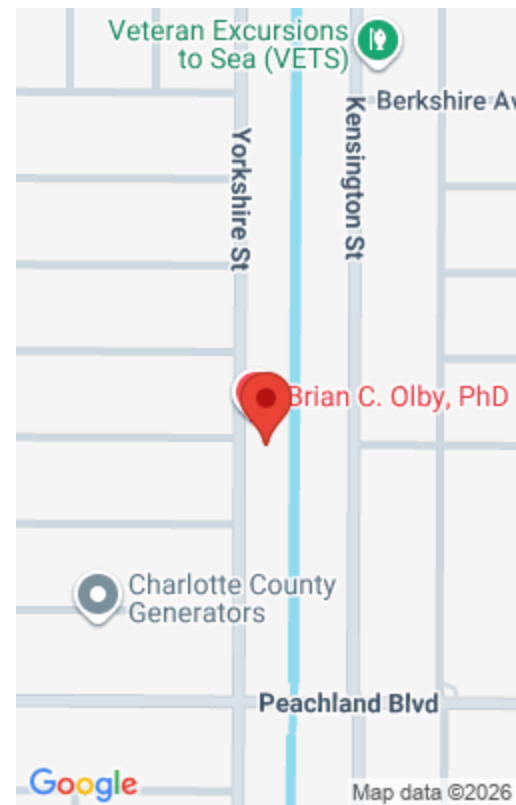 Veteran Excursions
to Sea (VETS)
Berkshire Av
Yorkshire St
Kensington St
Brian C. Olby, PhD
Charlotte County
Generators
Peachland Blvd
Google
Map data ©2026